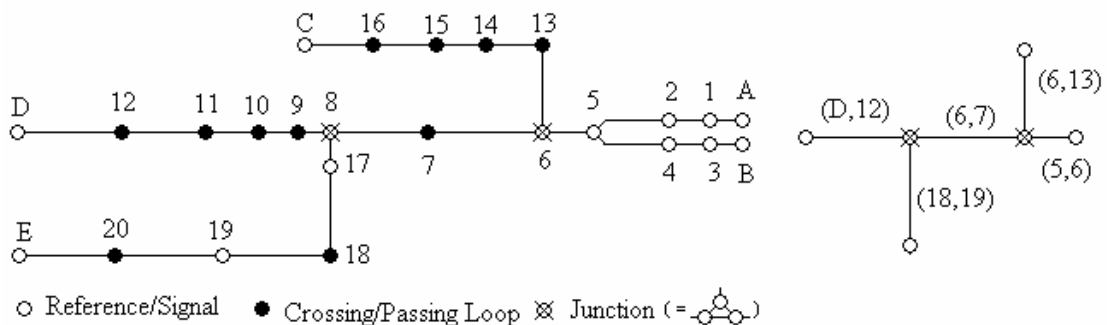 C 16 15 14 13
D 12 11 10 9 8 7 6 5 2 1 A
4 3 B
17
E 20 19 18
(D,12) (6,7) (6,13)
(5,6)
(18,19)
Reference/Signal Crossing/Passing Loop Junction ( = )